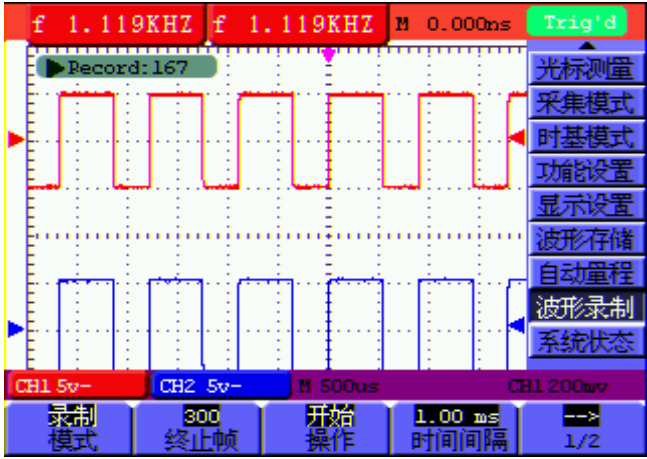 f 1.119KHZ f 1.119KHZ M 0.000ns Trig'd
Record:167
光标测量
采集模式
时基模式
功能设置
显示设置
波形存储
自动量程
波形录制
系统状态
CH1 5v- CH2 5v- M 500us CH1 200mv
录制 300 开始 1.00 ms -->
模式 终止帧 操作 时间间隔 1/2